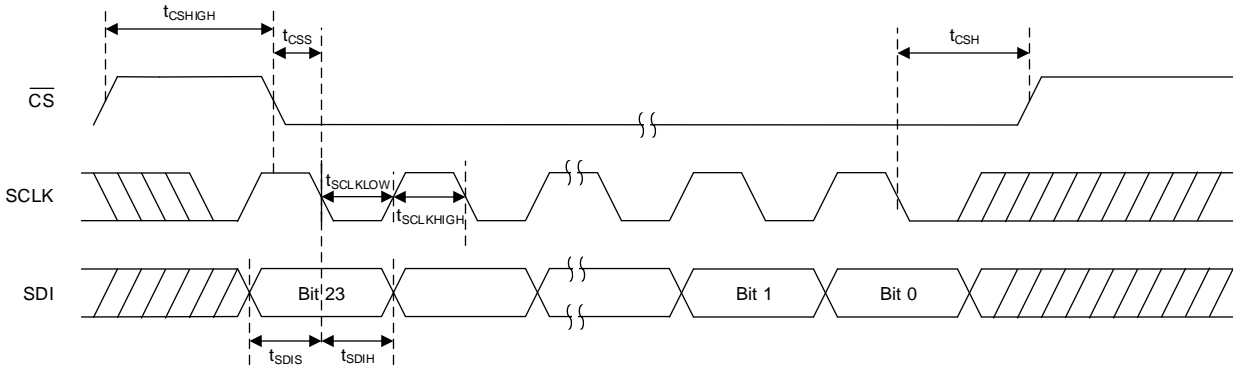 tCSHIGH
tCSS
tCSH
CS
SCLK
tSCLKLOW
tSCLKHIGH
SDI
Bit 23
Bit 1
Bit 0
tSDIS
tSDIH